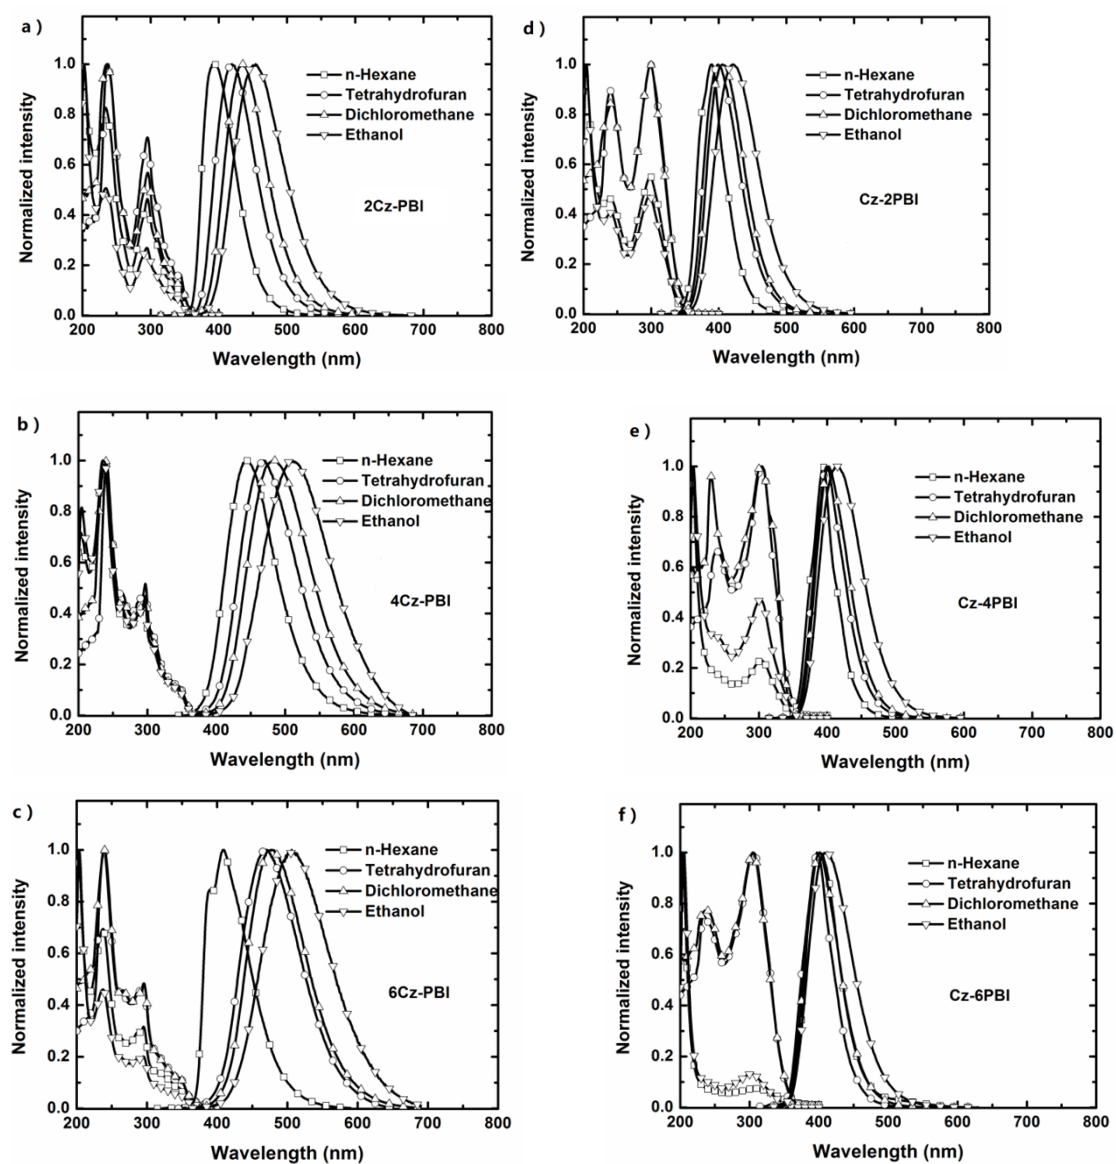 a )
1.0
0.8
0.6
0.4
0.2
0.0
Normalized intensity
n-Hexane
Tetrahydrofuran
Dichloromethane
Ethanol
2Cz-PBI
200 300 400 500 600 700 800
Wavelength (nm)
d )
1.0
0.8
0.6
0.4
0.2
0.0
Normalized intensity
n-Hexane
Tetrahydrofuran
Dichloromethane
Ethanol
Cz-2PBI
200 300 400 500 600 700 800
Wavelength (nm)
b )
1.0
0.8
0.6
0.4
0.2
0.0
Normalized intensity
n-Hexane
Tetrahydrofuran
Dichloromethane
Ethanol
4Cz-PBI
200 300 400 500 600 700 800
Wavelength (nm)
e )
1.0
0.8
0.6
0.4
0.2
0.0
Normalized intensity
n-Hexane
Tetrahydrofuran
Dichloromethane
Ethanol
Cz-4PBI
200 300 400 500 600 700 800
Wavelength (nm)
c )
1.0
0.8
0.6
0.4
0.2
0.0
Normalized intensity
n-Hexane
Tetrahydrofuran
Dichloromethane
Ethanol
6Cz-PBI
200 300 400 500 600 700 800
Wavelength (nm)
f )
1.0
0.8
0.6
0.4
0.2
0.0
Normalized intensity
n-Hexane
Tetrahydrofuran
Dichloromethane
Ethanol
Cz-6PBI
200 300 400 500 600 700 800
Wavelength (nm)